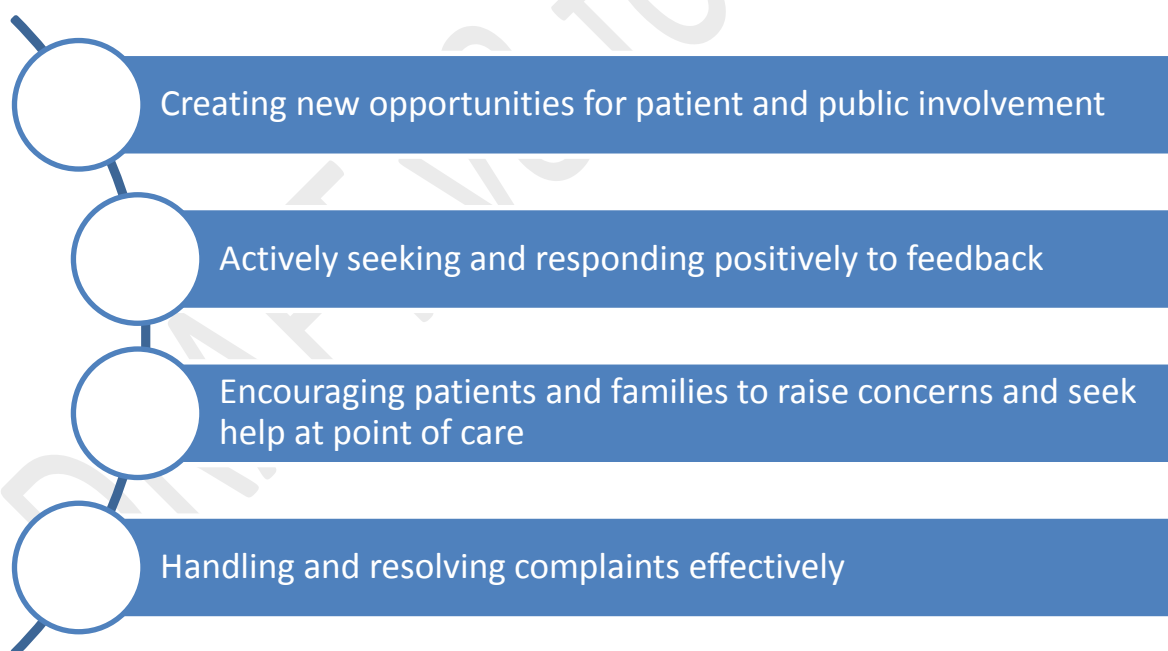 Creating new opportunities for patient and public involvement
Actively seeking and responding positively to feedback
Encouraging patients and families to raise concerns and seek
help at point of care
Handling and resolving complaints effectively